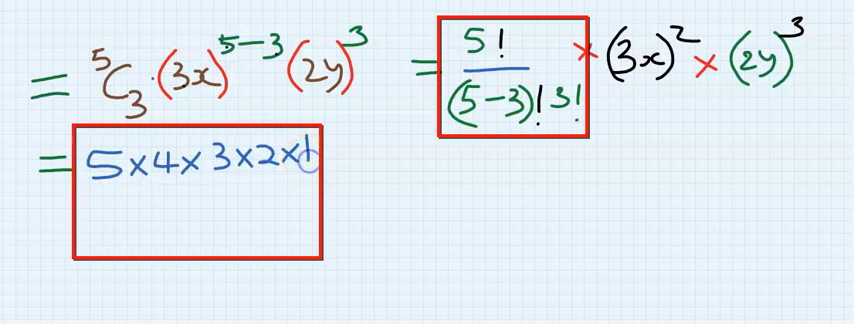 = ⁵C₃ · (3x)⁵⁻³ (2y)³ = 5! / (5-3)! 3! × (3x)² × (2y)³
= 5 × 4 × 3 × 2 × 1